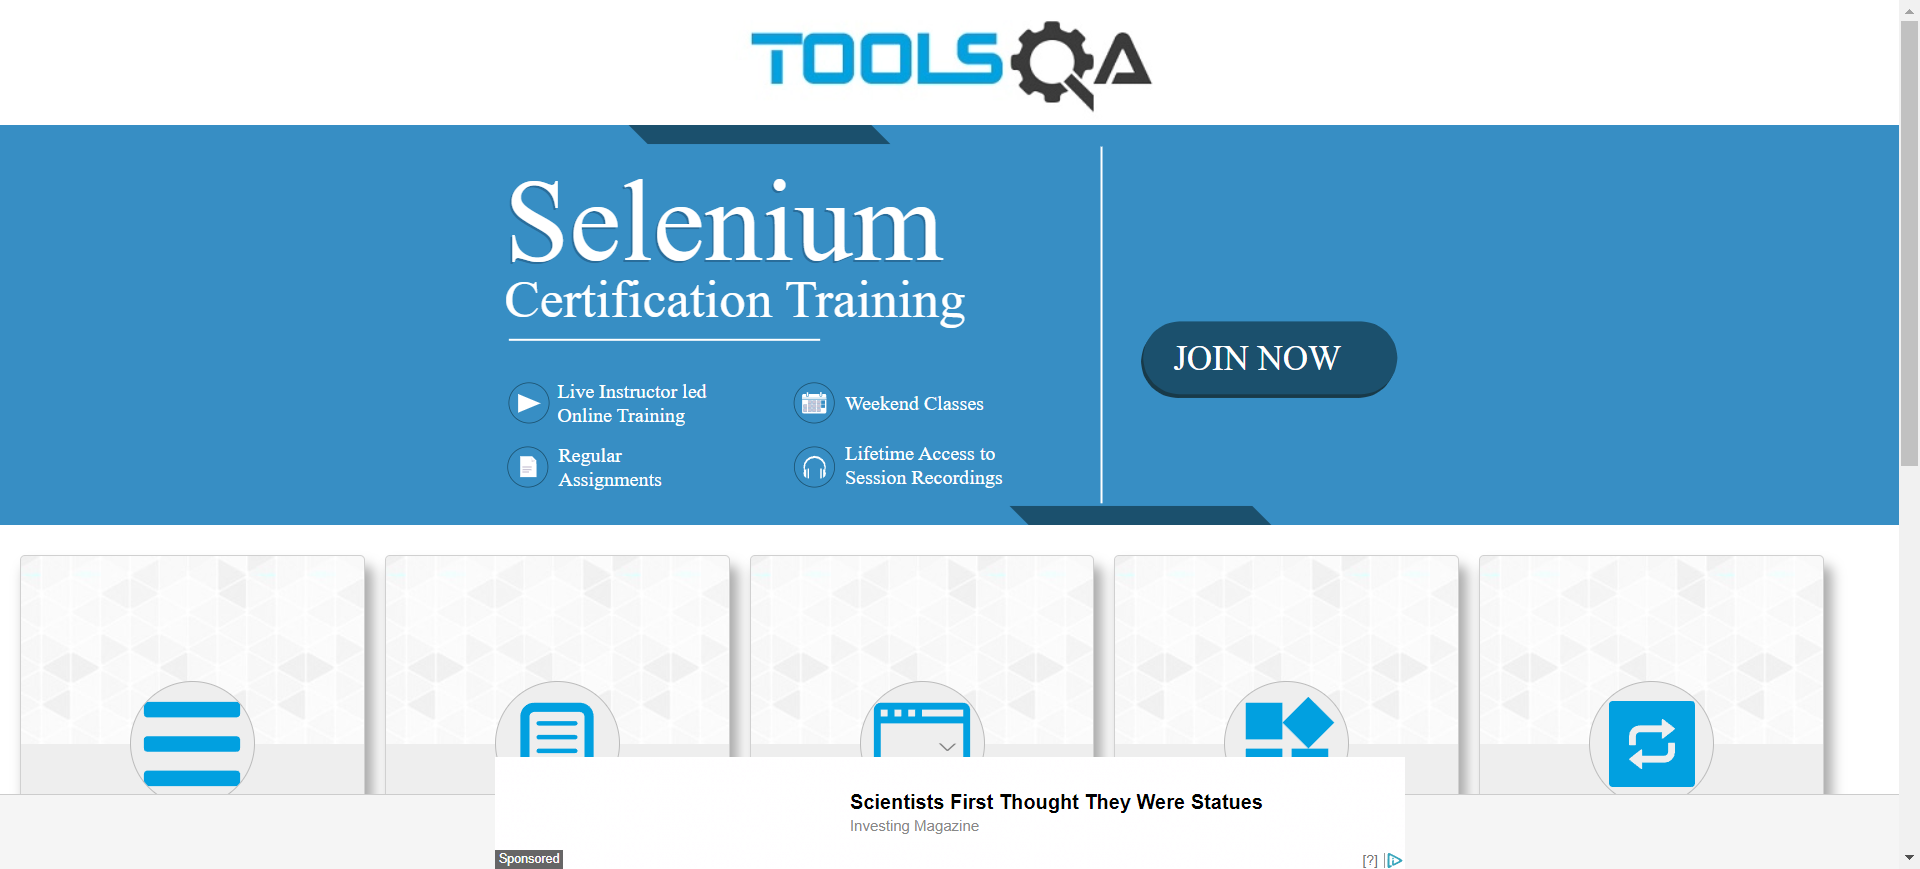 TOOLSQA
Selenium
Certification Training
JOIN NOW
Live Instructor led
Online Training
Weekend Classes
Regular
Assignments
Lifetime Access to
Session Recordings
Scientists First Thought They Were Statues
Investing Magazine
Sponsored
[?]